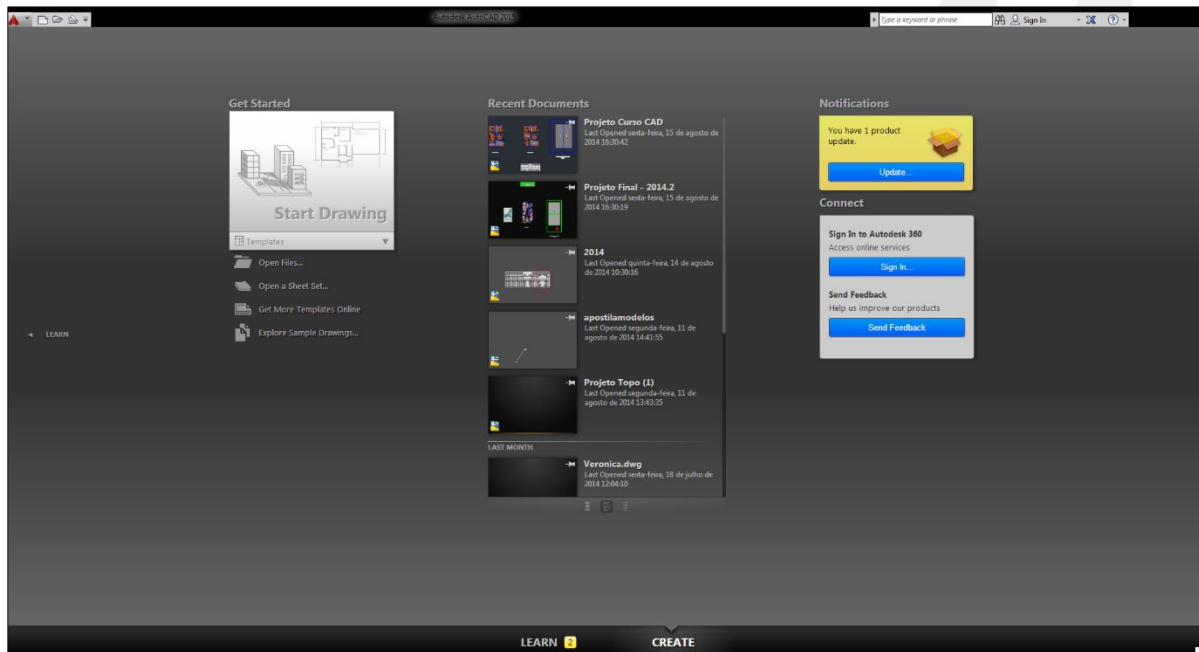 Autodesk AutoCAD 2015
Type a keyword or phrase
Sign In
Get Started
Start Drawing
Templates
Open Files...
Open a Sheet Set...
Get More Templates Online
Explore Sample Drawings...
LEARN
Recent Documents
Projeto Curso CAD
Last Opened sexta-feira, 15 de agosto de
2014 16:30:42
Projeto Final - 2014.2
Last Opened sexta-feira, 15 de agosto de
2014 16:30:19
2014
Last Opened quinta-feira, 14 de agosto
de 2014 10:30:16
apostilamodelos
Last Opened segunda-feira, 11 de
agosto de 2014 14:41:55
Projeto Topo (1)
Last Opened segunda-feira, 11 de
agosto de 2014 13:43:35
LAST MONTH
Veronica.dwg
Last Opened sexta-feira, 18 de julho de
2014 12:04:10
Notifications
You have 1 product
update.
Update...
Connect
Sign In to Autodesk 360
Access online services
Sign In...
Send Feedback
Help us improve our products
Send Feedback
LEARN 2
CREATE